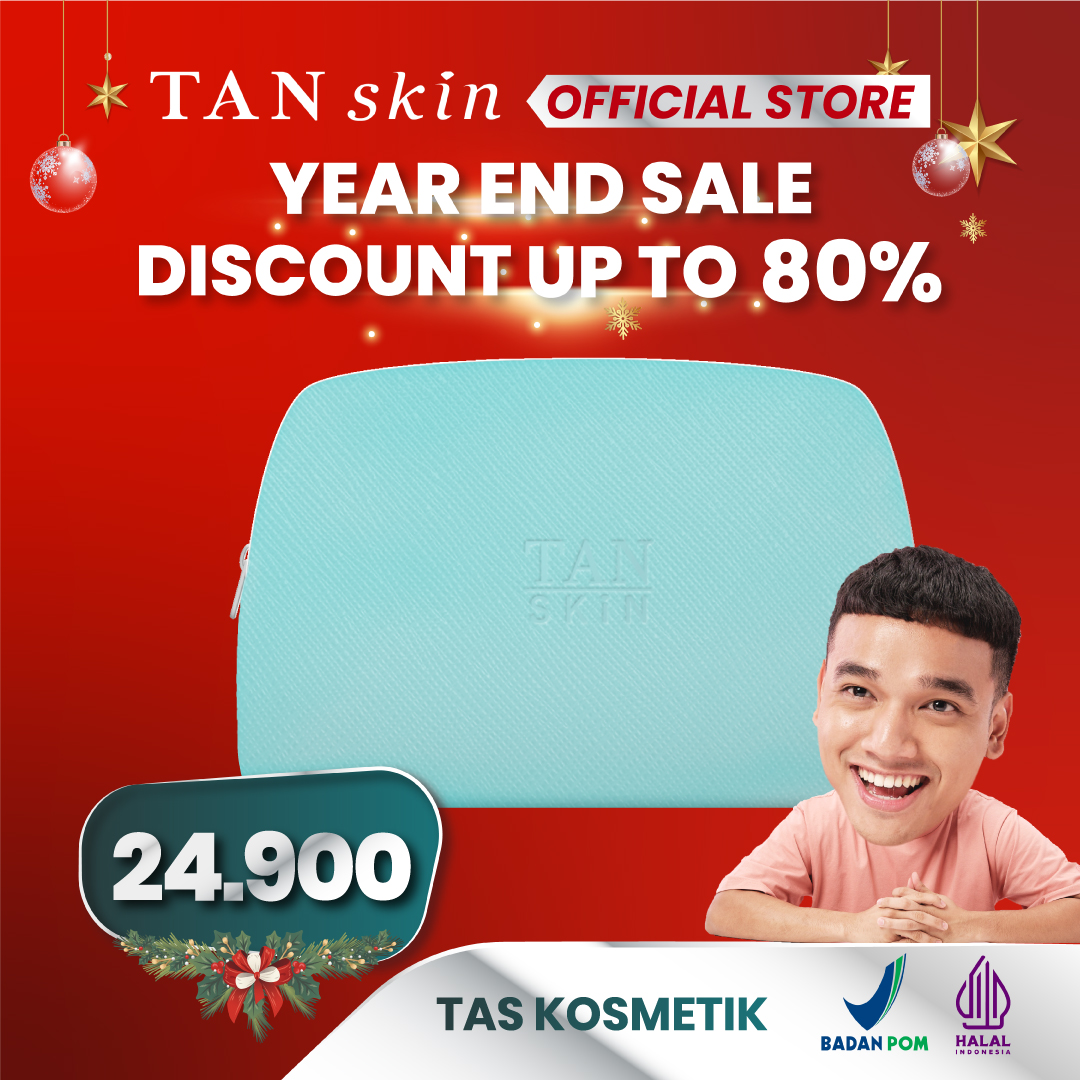 TAN skin OFFICIAL STORE
YEAR END SALE
DISCOUNT UP TO 80%
TAN
SKIN
24.900
TAS KOSMETIK
BADAN POM
HALAL
INDONESIA